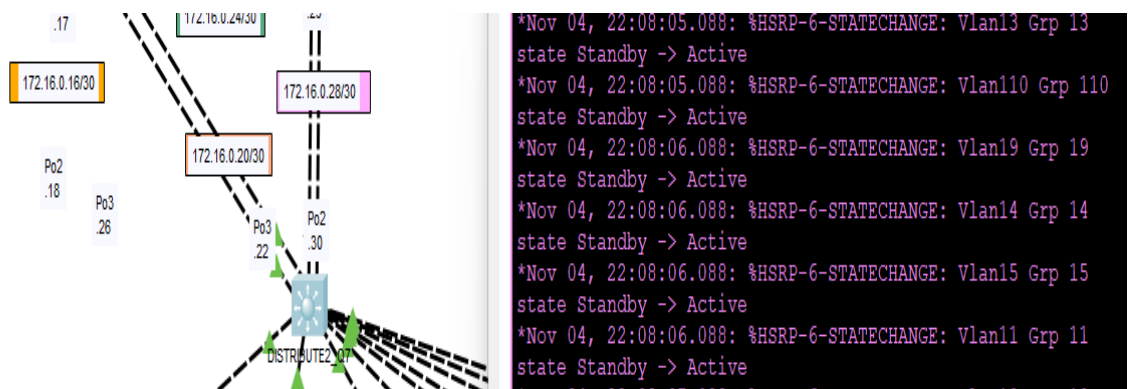 .17
172.16.0.24/30
.25
172.16.0.16/30
172.16.0.28/30
172.16.0.20/30
Po2
.18
Po3
.26
Po3
.22
Po2
.30
DISTRIBUTE2_Q7
*Nov 04, 22:08:05.088: %HSRP-6-STATECHANGE: Vlan13 Grp 13
state Standby -> Active
*Nov 04, 22:08:05.088: %HSRP-6-STATECHANGE: Vlan110 Grp 110
state Standby -> Active
*Nov 04, 22:08:06.088: %HSRP-6-STATECHANGE: Vlan19 Grp 19
state Standby -> Active
*Nov 04, 22:08:06.088: %HSRP-6-STATECHANGE: Vlan14 Grp 14
state Standby -> Active
*Nov 04, 22:08:06.088: %HSRP-6-STATECHANGE: Vlan15 Grp 15
state Standby -> Active
*Nov 04, 22:08:06.088: %HSRP-6-STATECHANGE: Vlan11 Grp 11
state Standby -> Active